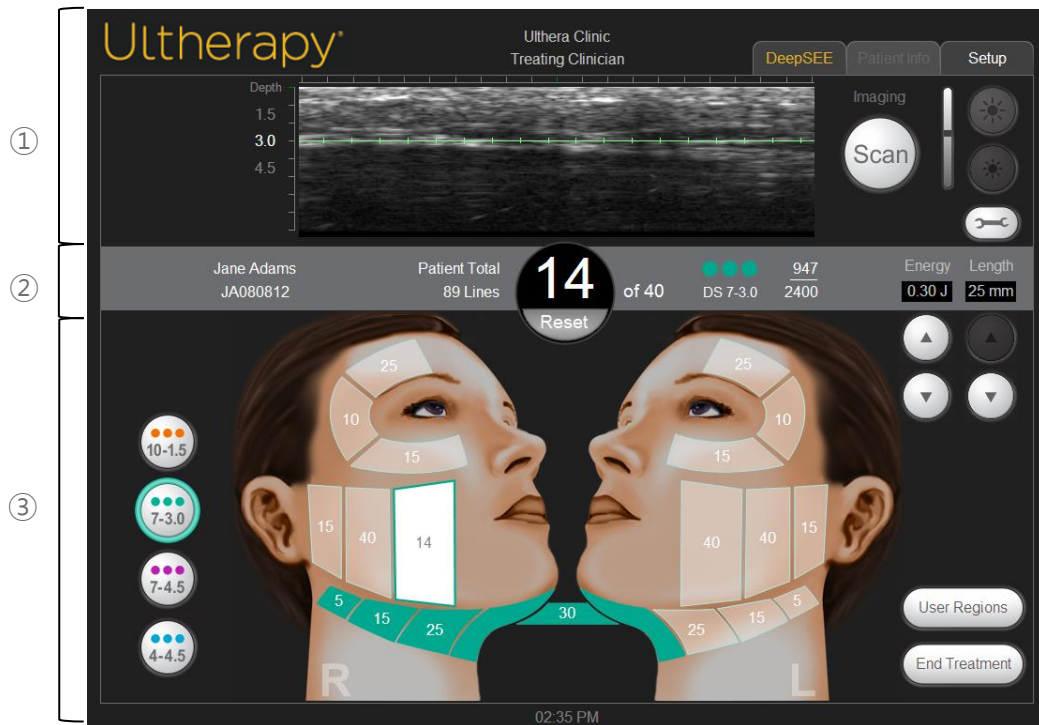 ①
②
③
Ultherapy
Ulthera Clinic
Treating Clinician
DeepSEE
Patient Info
Setup
Depth
1.5
3.0
4.5
Imaging
Scan
Jane Adams
JA080812
Patient Total
89 Lines
14
of 40
Reset
DS 7-3.0
947
2400
Energy
0.30 J
Length
25 mm
10-1.5
7-3.0
7-4.5
4-4.5
25
10
15
15
40
14
5
15
25
R
30
25
10
15
40
40
15
25
15
5
L
User Regions
End Treatment
02:35 PM